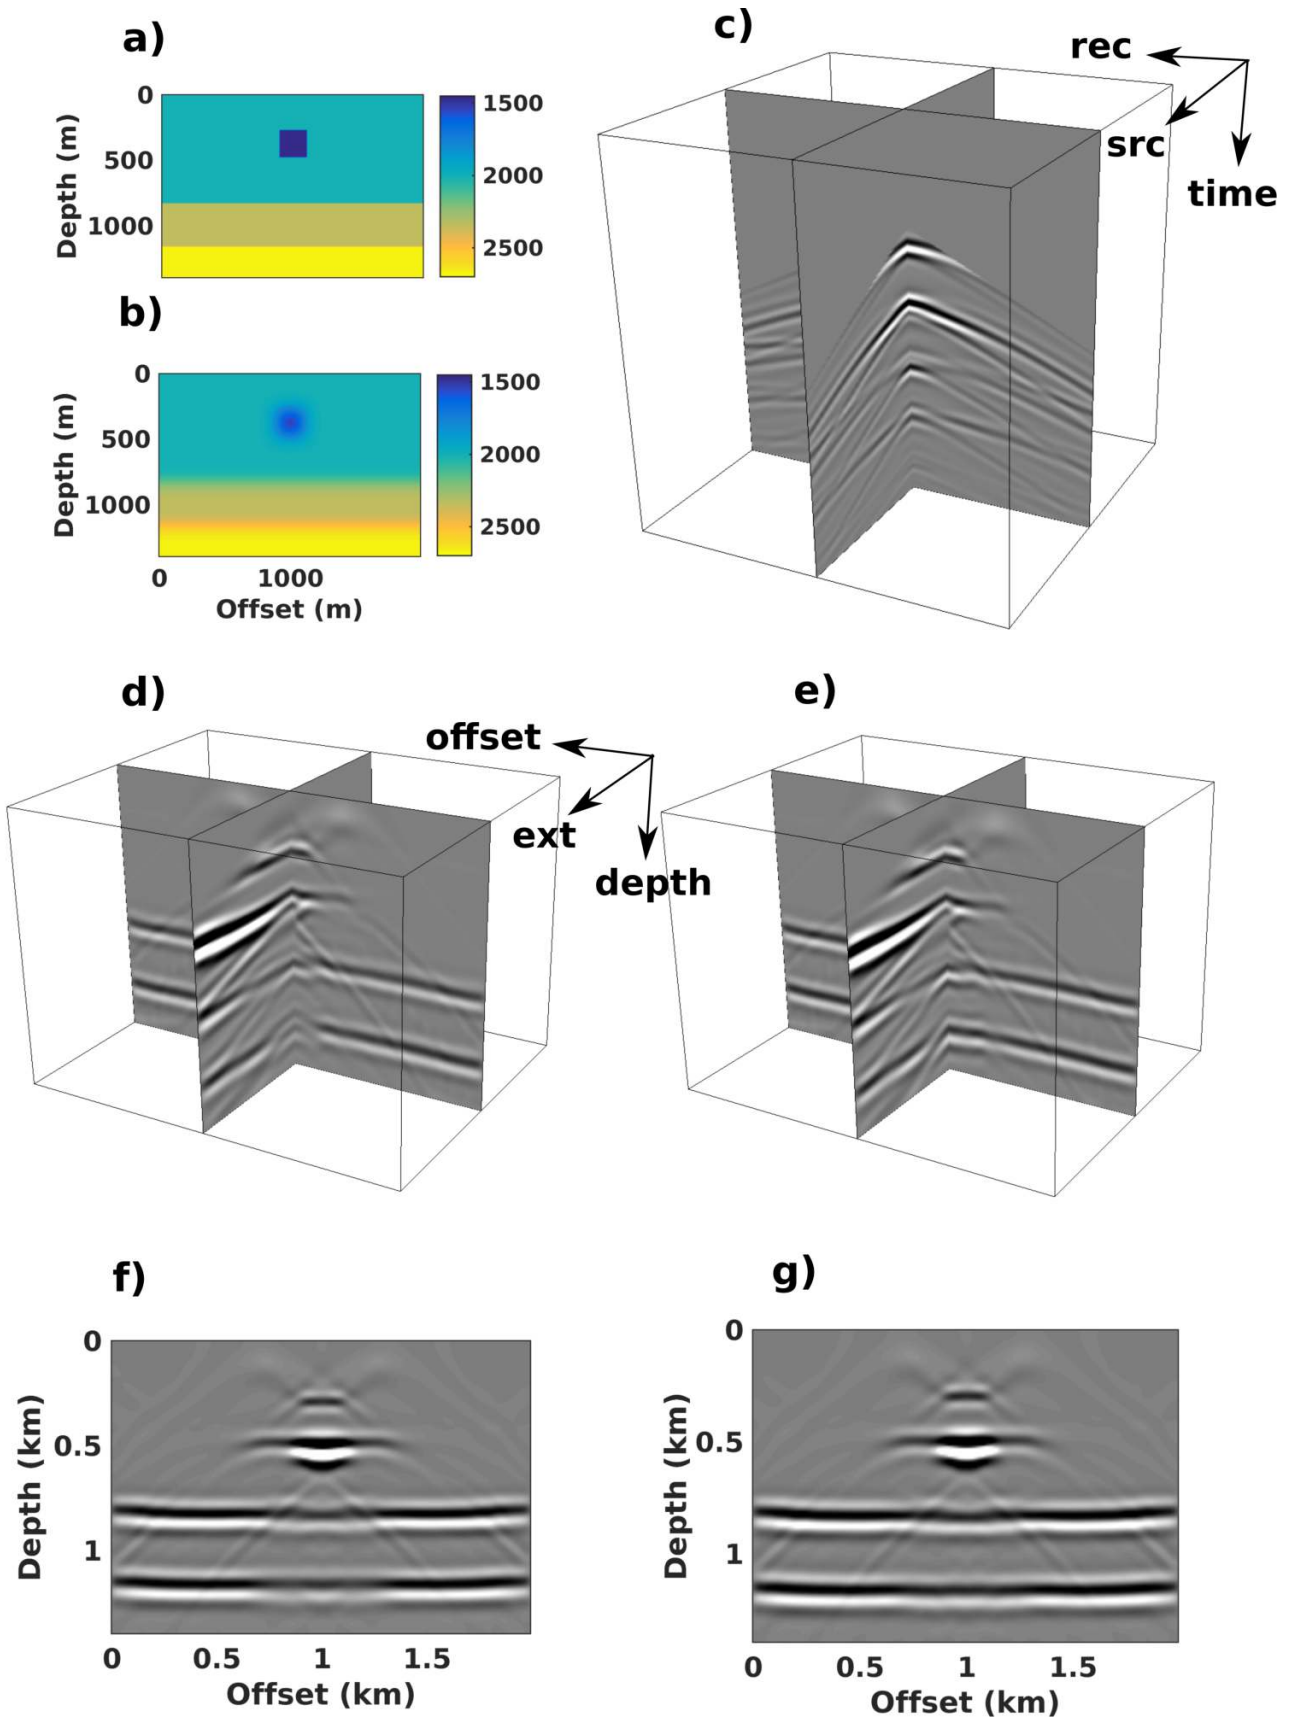 a)
0
500
1000
Depth (m)
1500
2000
2500
b)
0
500
1000
Depth (m)
1500
2000
2500
0 1000
Offset (m)
c)
rec
src
time
d)
offset
ext
depth
e)
f)
0
0.5
1
Depth (km)
0 0.5 1 1.5
Offset (km)
g)
0
0.5
1
Depth (km)
0 0.5 1 1.5
Offset (km)